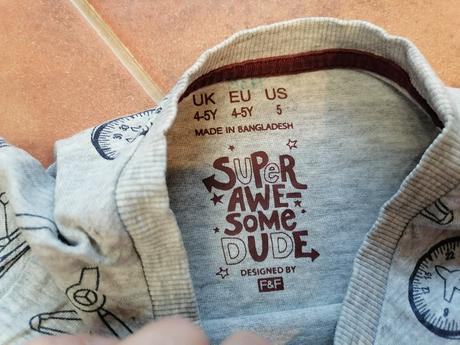 UK EU US
4-5Y 4-5Y 5
MADE IN BANGLADESH
SUPER
AWE-
SOME
DUDE
DESIGNED BY
F&F